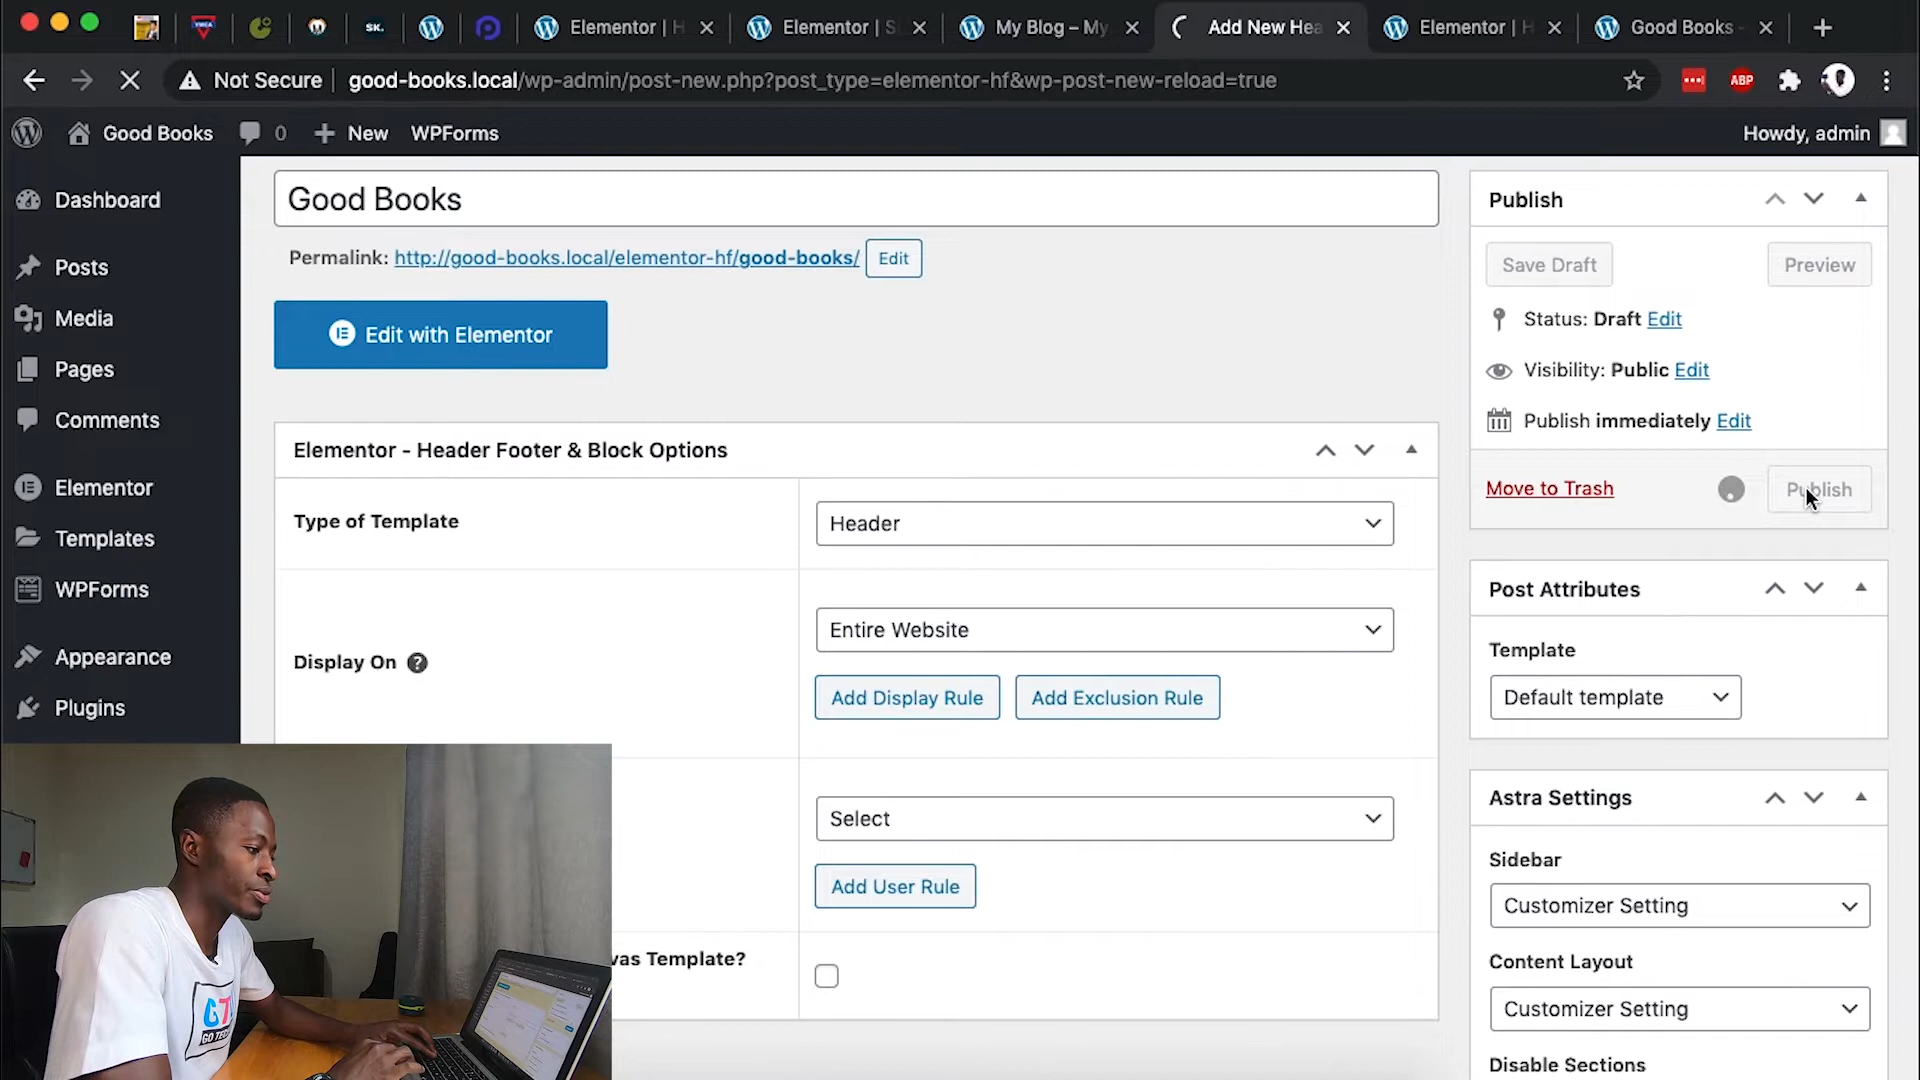 YMCA
SK.
Elementor | H
Elementor | S
My Blog – My
Add New Hea
Elementor | H
Good Books -
Not Secure
good-books.local/wp-admin/post-new.php?post_type=elementor-hf&wp-post-new-reload=true
ABP
Good Books
0
New
WPForms
Howdy, admin
Dashboard
Posts
Media
Pages
Comments
Elementor
Templates
WPForms
Appearance
Plugins
Good Books
Permalink: http://good-books.local/elementor-hf/good-books/
Edit
Edit with Elementor
Elementor - Header Footer & Block Options
Type of Template
Header
Display On
?
Entire Website
Add Display Rule
Add Exclusion Rule
Select
Add User Rule
vas Template?
Publish
Save Draft
Preview
Status: Draft Edit
Visibility: Public Edit
Publish immediately Edit
Move to Trash
Publish
Post Attributes
Template
Default template
Astra Settings
Sidebar
Customizer Setting
Content Layout
Customizer Setting
Disable Sections